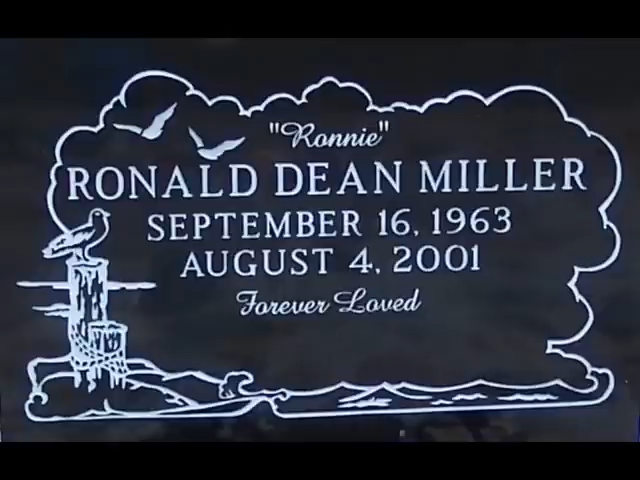 "Ronnie"
RONALD DEAN MILLER
SEPTEMBER 16, 1963
AUGUST 4, 2001
Forever Loved